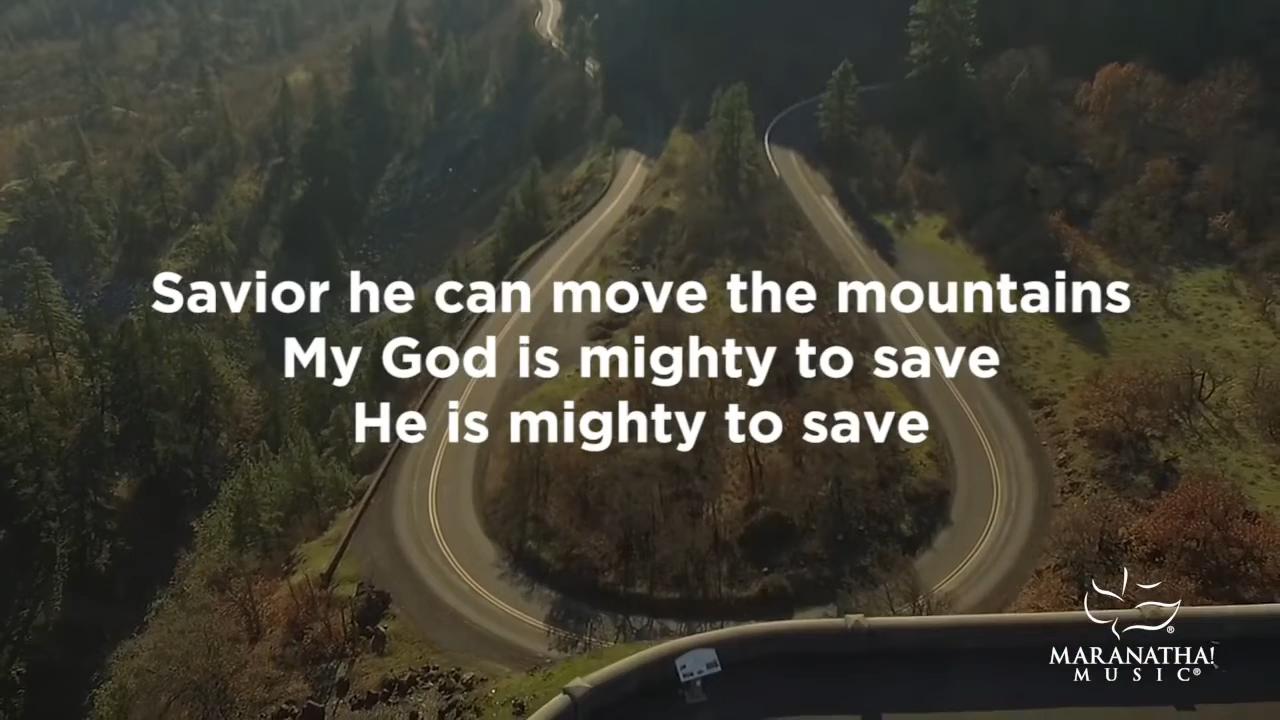 Savior he can move the mountains
My God is mighty to save
He is mighty to save
MARANATHA!
MUSIC®